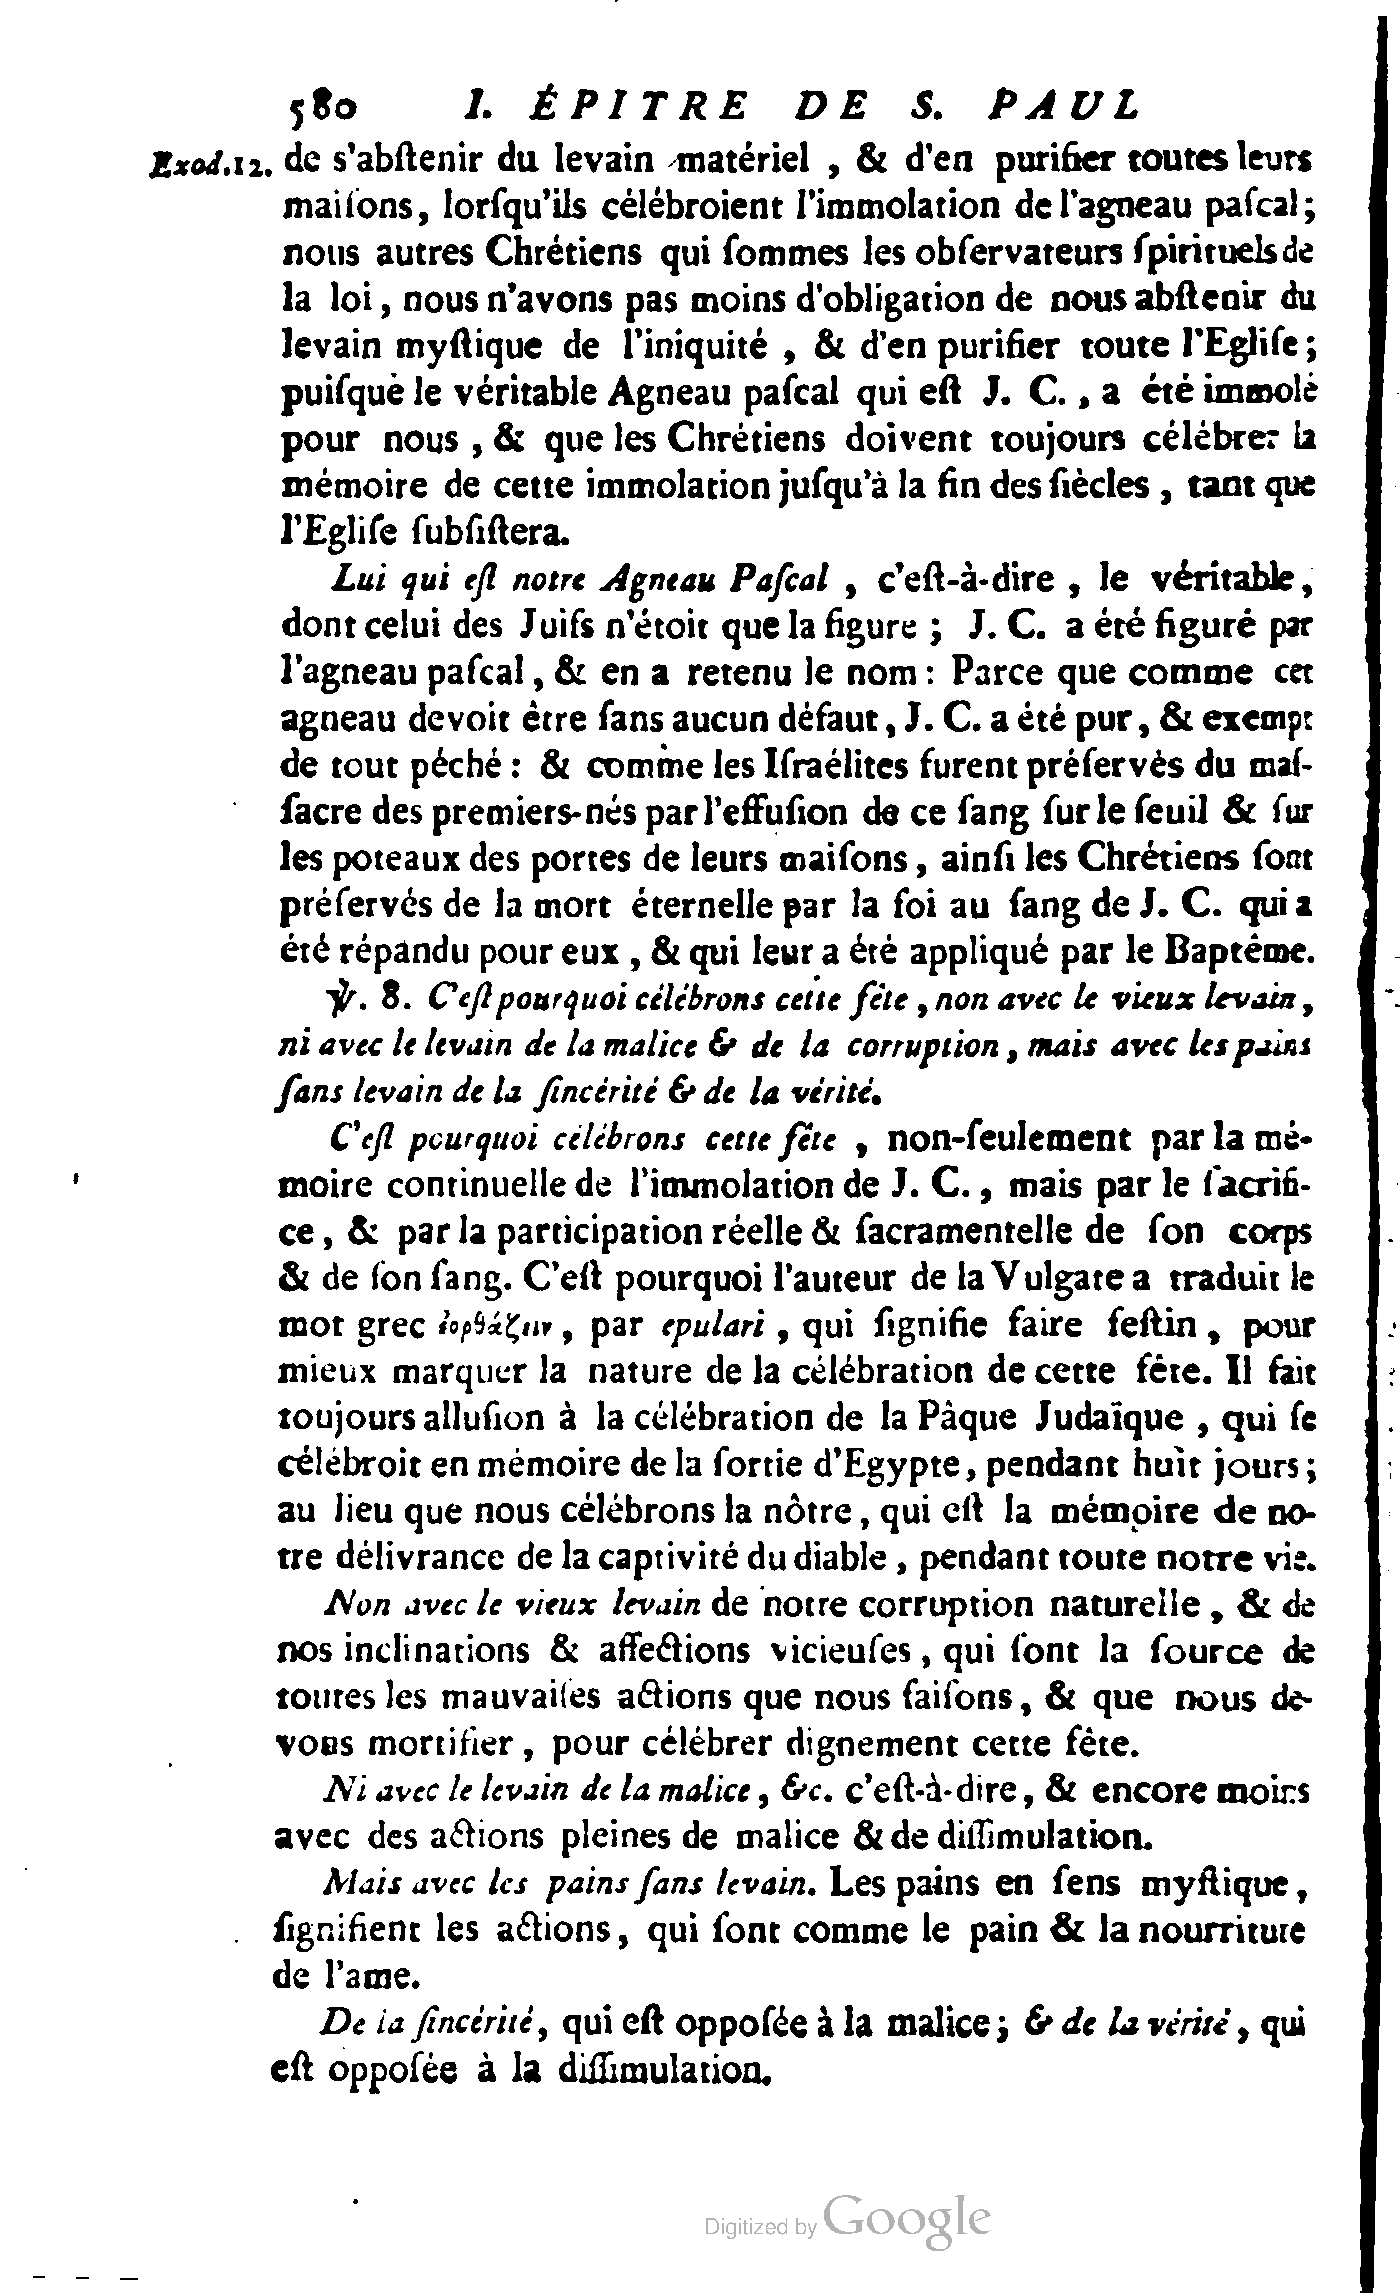 580 I. ÉPITRE DE S. PAUL
Exod.12. de s'abſtenir du levain matériel , & d'en purifier toutes leurs
maiſons, lorſqu'ils célébroient l'immolation de l'agneau paſcal;
nous autres Chrétiens qui ſommes les obſervateurs ſpirituels de
la loi, nous n'avons pas moins d'obligation de nous abſtenir du
levain myſtique de l'iniquité , & d'en purifier toute l'Egliſe;
puiſque le véritable Agneau paſcal qui eſt J. C. , a été immolé
pour nous , & que les Chrétiens doivent toujours célébrer la
mémoire de cette immolation juſqu'à la fin des ſiècles , tant que
l'Egliſe ſubſiſtera.
Lui qui eſt notre Agneau Paſcal , c'eſt-à-dire , le véritable,
dont celui des Juifs n'étoit que la figure ; J. C. a été figuré par
l'agneau paſcal, & en a retenu le nom : Parce que comme cet
agneau devoit être ſans aucun défaut, J. C. a été pur, & exempt
de tout péché : & comme les Iſraélites furent préſervés du maſ-
ſacre des premiers-nés par l'effuſion de ce ſang ſur le ſeuil & ſur
les poteaux des portes de leurs maiſons, ainſi les Chrétiens ſont
préſervés de la mort éternelle par la foi au ſang de J. C. qui a
été répandu pour eux , & qui leur a été appliqué par le Baptême.
℣. 8. C'eſt pourquoi célébrons cette fête, non avec le vieux levain,
ni avec le levain de la malice & de la corruption, mais avec les pains
ſans levain de la ſincérité & de la vérité.
C'eſt pourquoi célébrons cette fête , non-ſeulement par la mé-
moire continuelle de l'immolation de J. C., mais par le ſacrifi-
ce, & par la participation réelle & ſacramentelle de ſon corps
& de ſon ſang. C'eſt pourquoi l'auteur de la Vulgate a traduit le
mot grec ἑορθάζειν, par epulari , qui ſignifie faire feſtin, pour
mieux marquer la nature de la célébration de cette fête. Il fait
toujours alluſion à la célébration de la Pâque Judaïque , qui ſe
célébroit en mémoire de la ſortie d'Egypte, pendant huit jours;
au lieu que nous célébrons la nôtre, qui eſt la mémoire de no-
tre délivrance de la captivité du diable , pendant toute notre vie.
Non avec le vieux levain de notre corruption naturelle, & de
nos inclinations & affections vicieuſes, qui ſont la ſource de
toutes les mauvaiſes actions que nous faiſons, & que nous de-
vons mortifier, pour célébrer dignement cette fête.
Ni avec le levain de la malice, &c. c'eſt-à-dire, & encore moins
avec des actions pleines de malice & de diſſimulation.
Mais avec les pains ſans levain. Les pains en ſens myſtique,
ſignifient les actions, qui ſont comme le pain & la nourriture
de l'ame.
De la ſincérité, qui eſt oppoſée à la malice; & de la vérité, qui
eſt oppoſée à la diſſimulation.
Digitized by Google